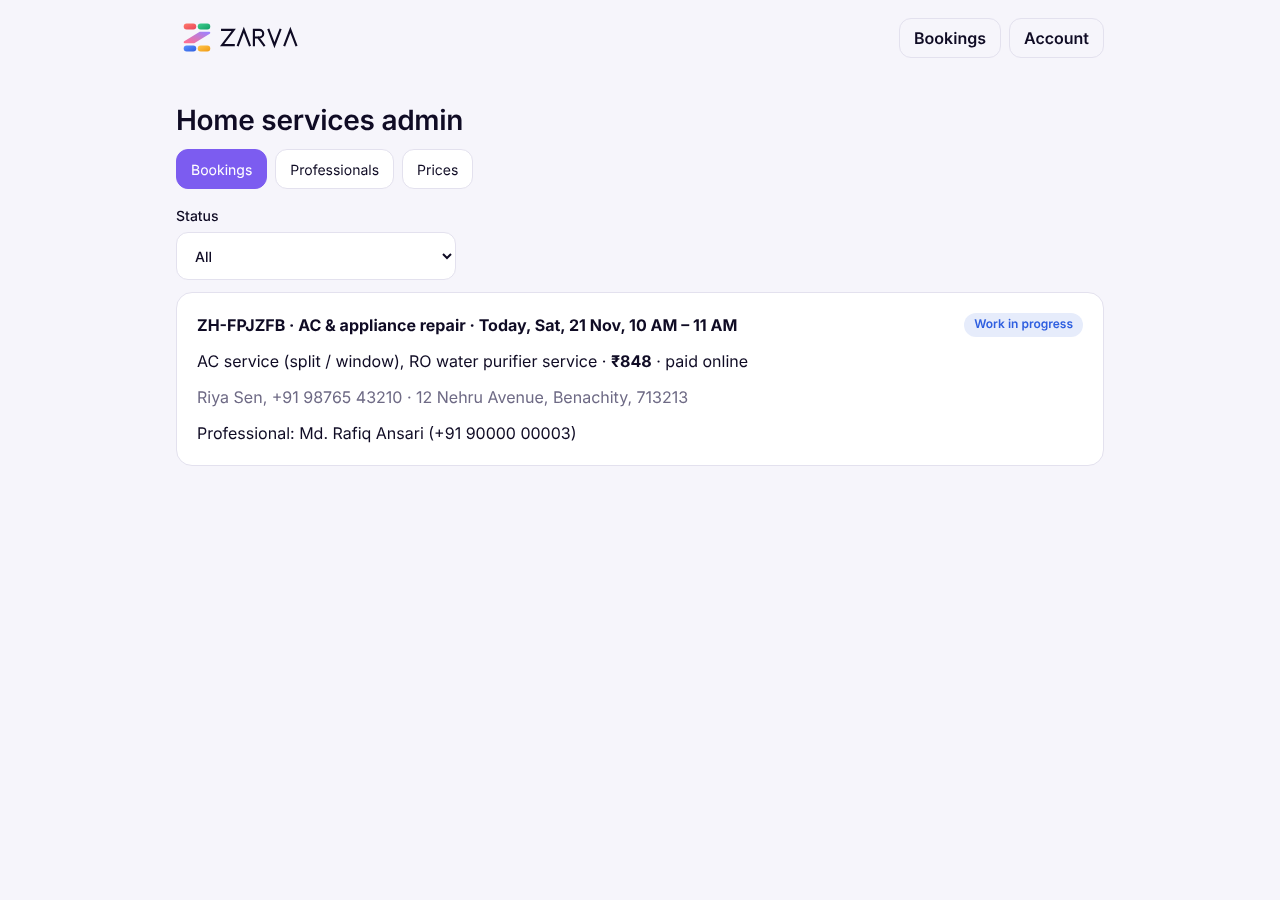 ZARVA
Bookings
Account
Home services admin
Bookings
Professionals
Prices
Status
All
ZH-FPJZFB · AC & appliance repair · Today, Sat, 21 Nov, 10 AM – 11 AM
Work in progress
AC service (split / window), RO water purifier service · ₹848 · paid online
Riya Sen, +91 98765 43210 · 12 Nehru Avenue, Benachity, 713213
Professional: Md. Rafiq Ansari (+91 90000 00003)